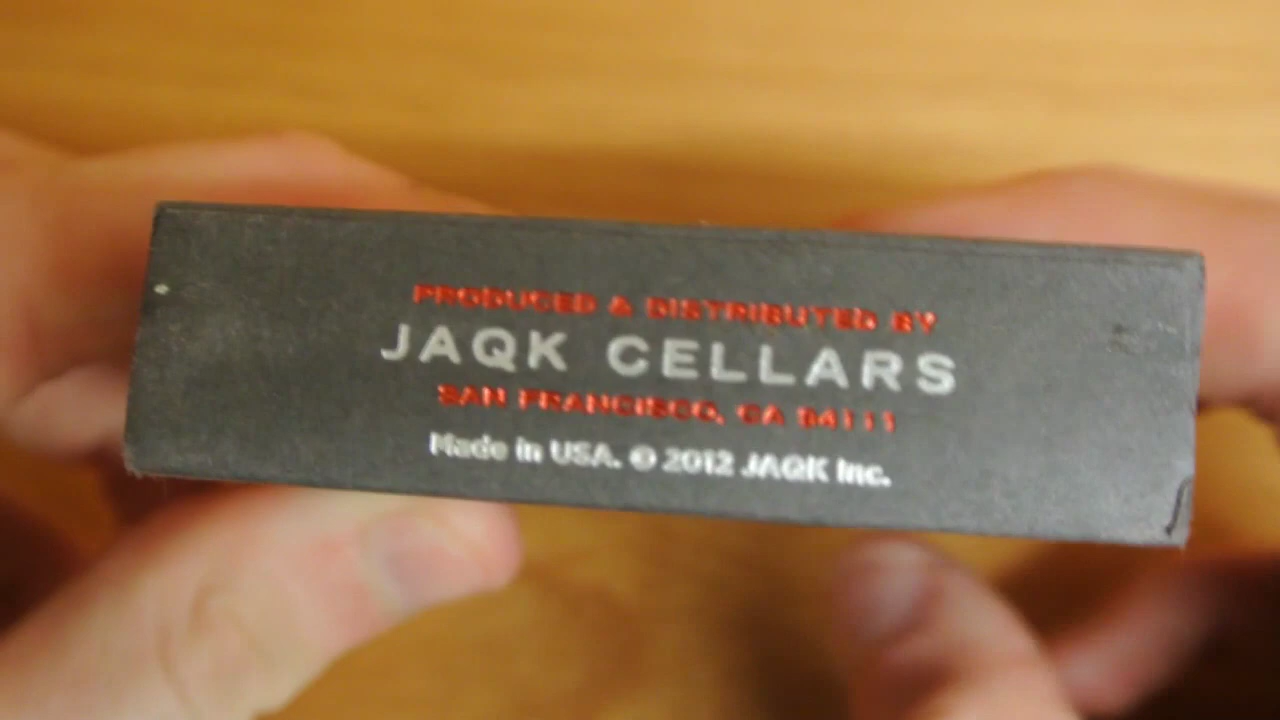 PRODUCED & DISTRIBUTED BY
JAQK CELLARS
SAN FRANCISCO, CA 94111
Made in USA. © 2012 JAQK Inc.